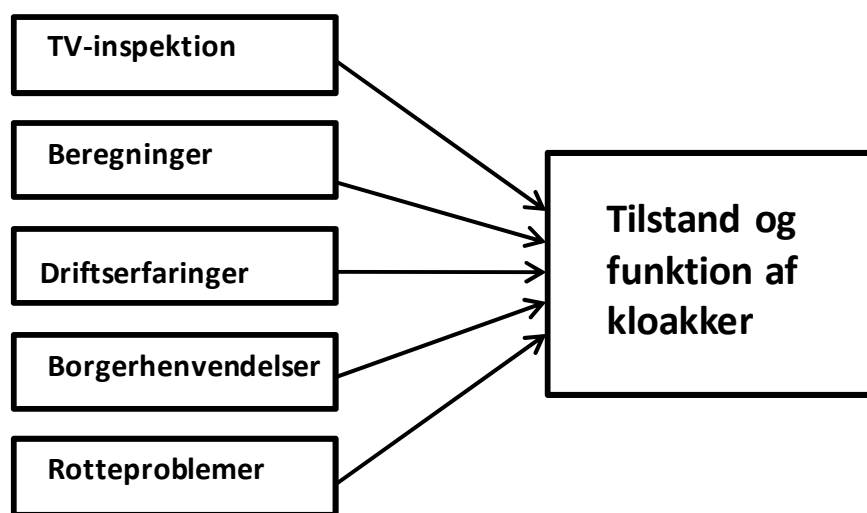 TV-inspektion
Beregninger
Driftserfaringer
Borgerhenvendelser
Rotteproblemer
Tilstand og
funktion af
kloakker